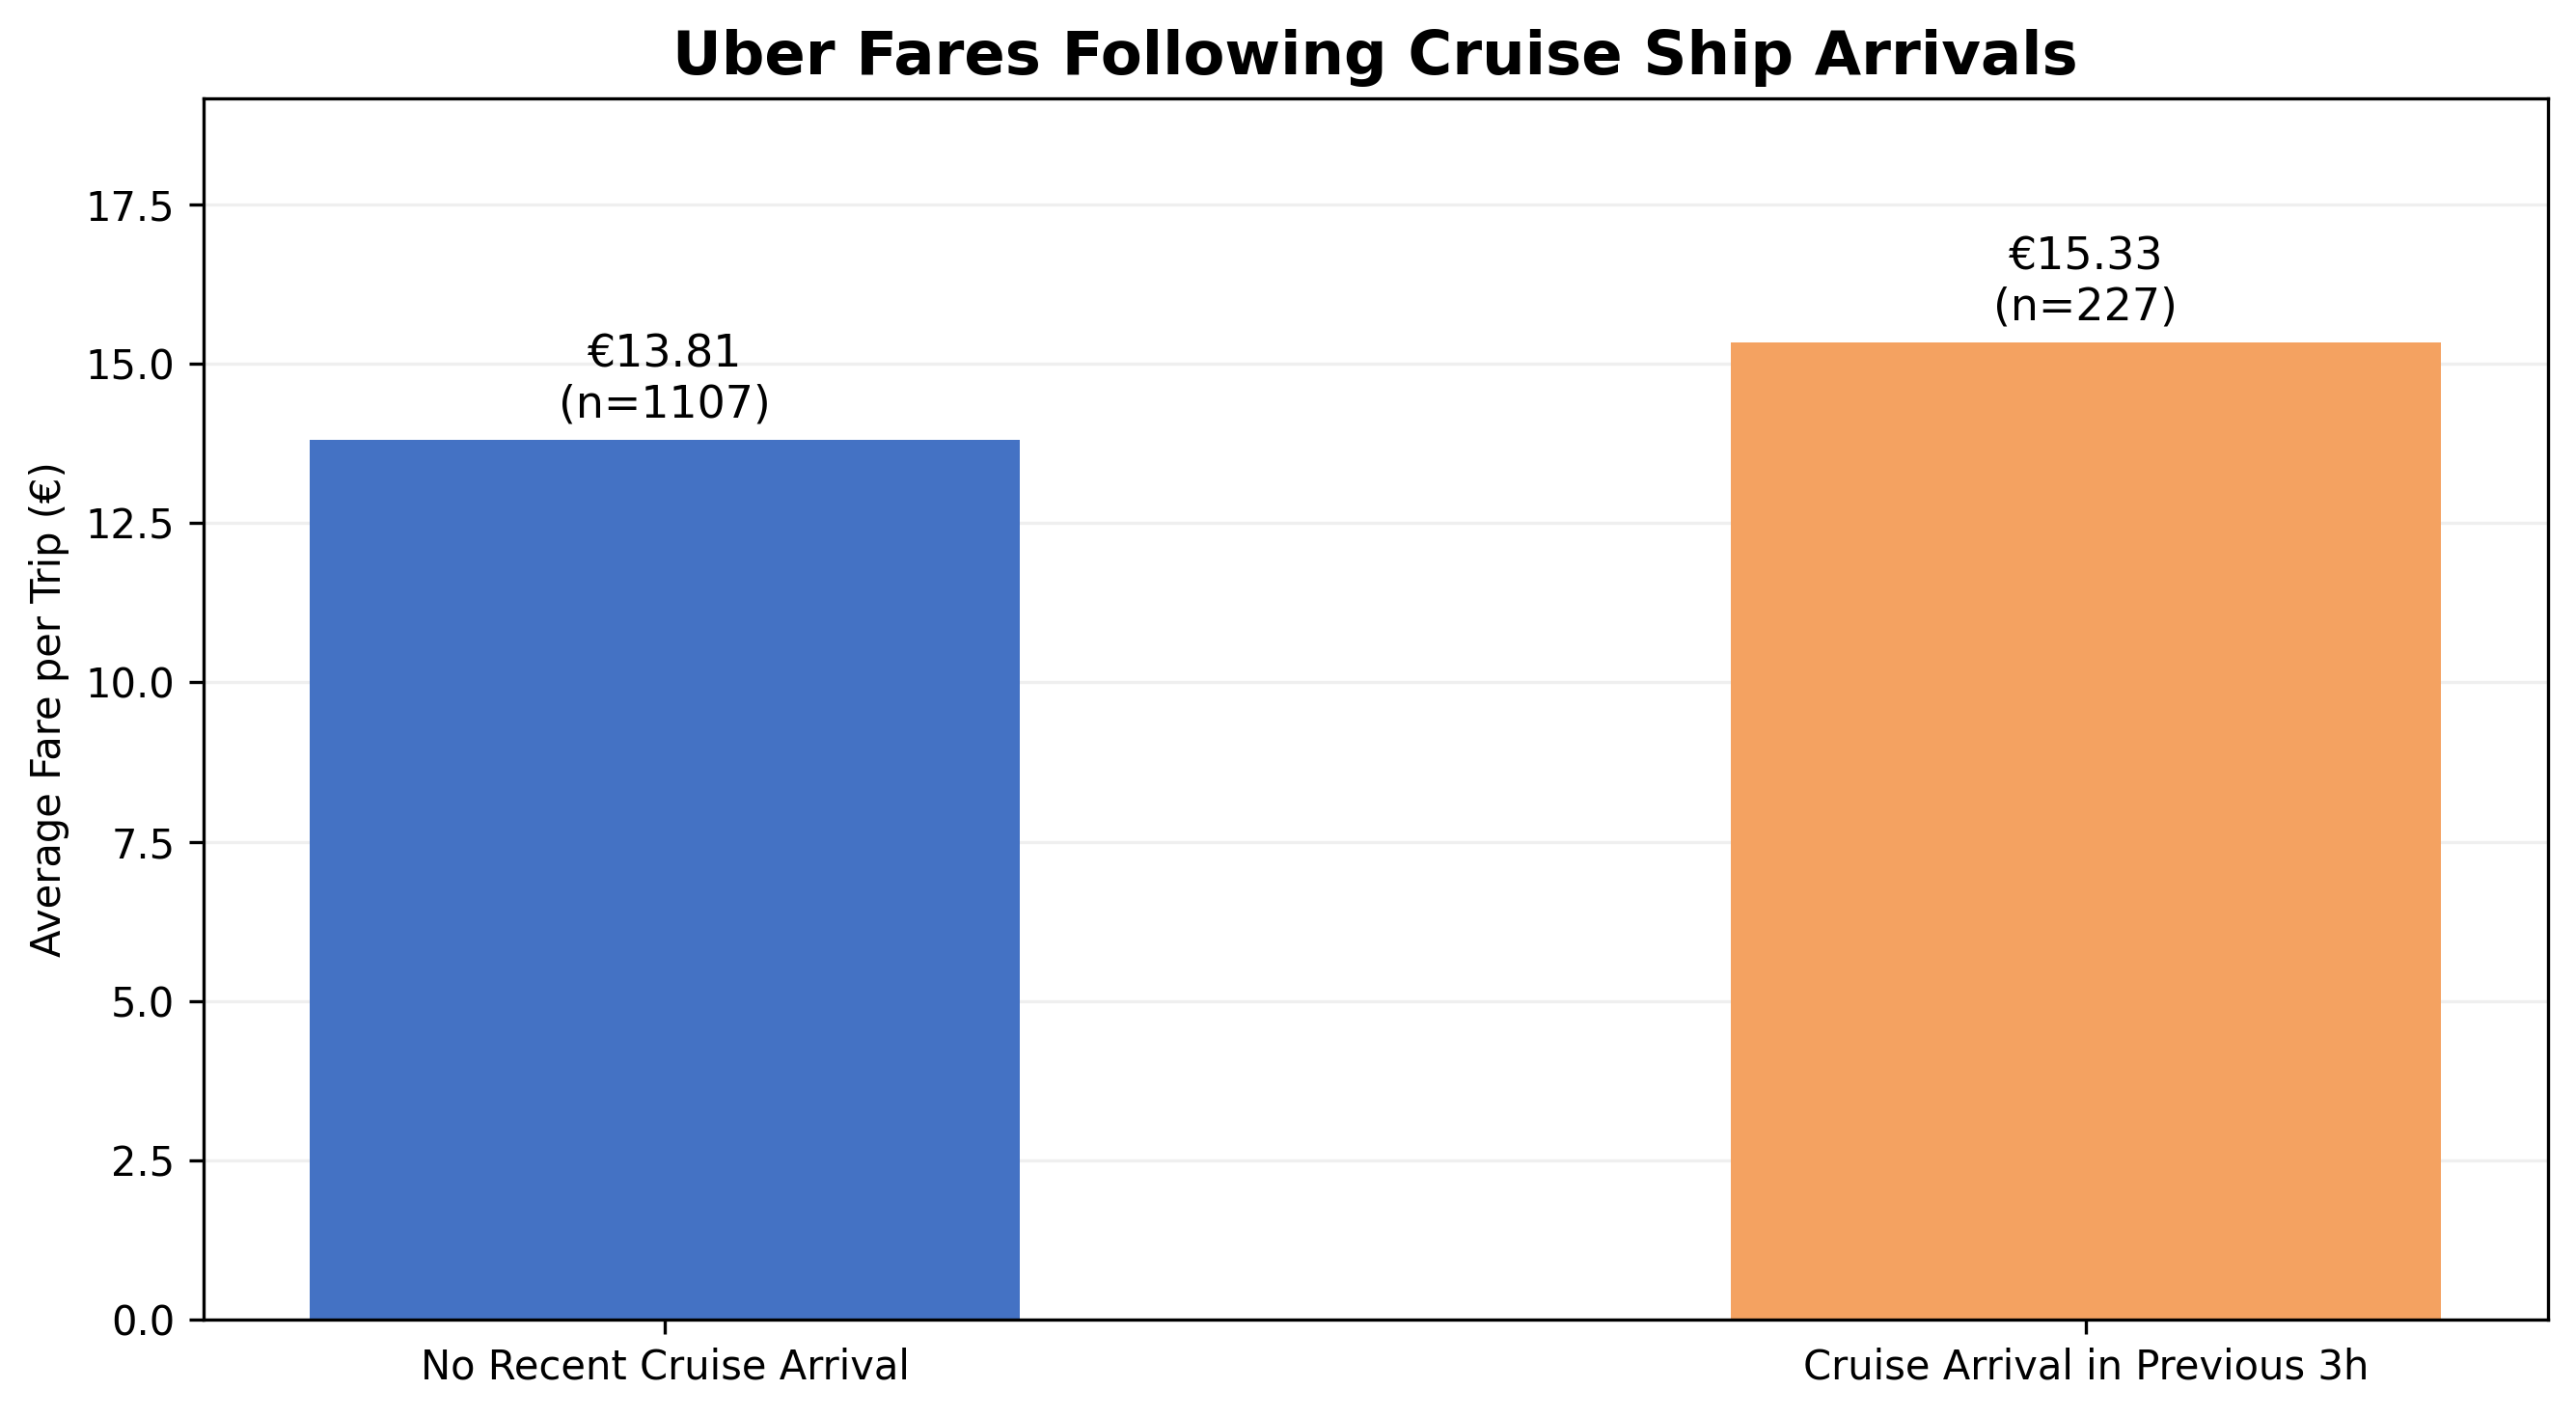 Uber Fares Following Cruise Ship Arrivals
Average Fare per Trip (€)
17.5
15.0
12.5
10.0
7.5
5.0
2.5
0.0
€13.81
(n=1107)
€15.33
(n=227)
No Recent Cruise Arrival
Cruise Arrival in Previous 3h